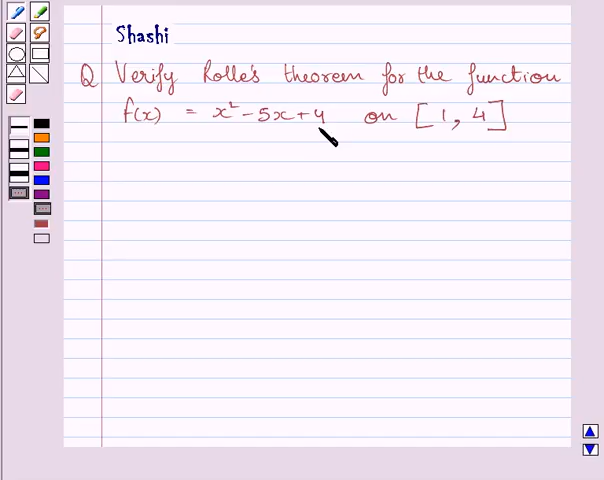 Shashi
Q Verify Rolle's theorem for the function
f(x) = x² - 5x + 4 on [1, 4]